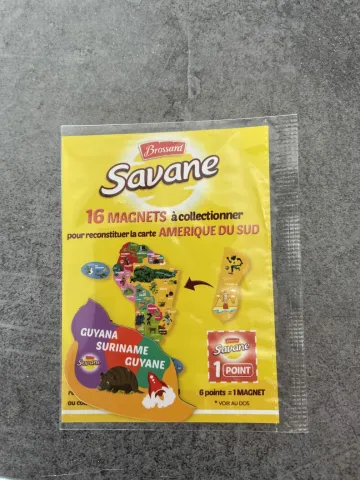 Brossard
Savane
16 MAGNETS à collectionner
pour reconstituer la carte AMERIQUE DU SUD
GUYANA
SURINAME
GUYANE
Savane
Savane
1 POINT
6 points = 1 MAGNET
* VOIR AU DOS
OU